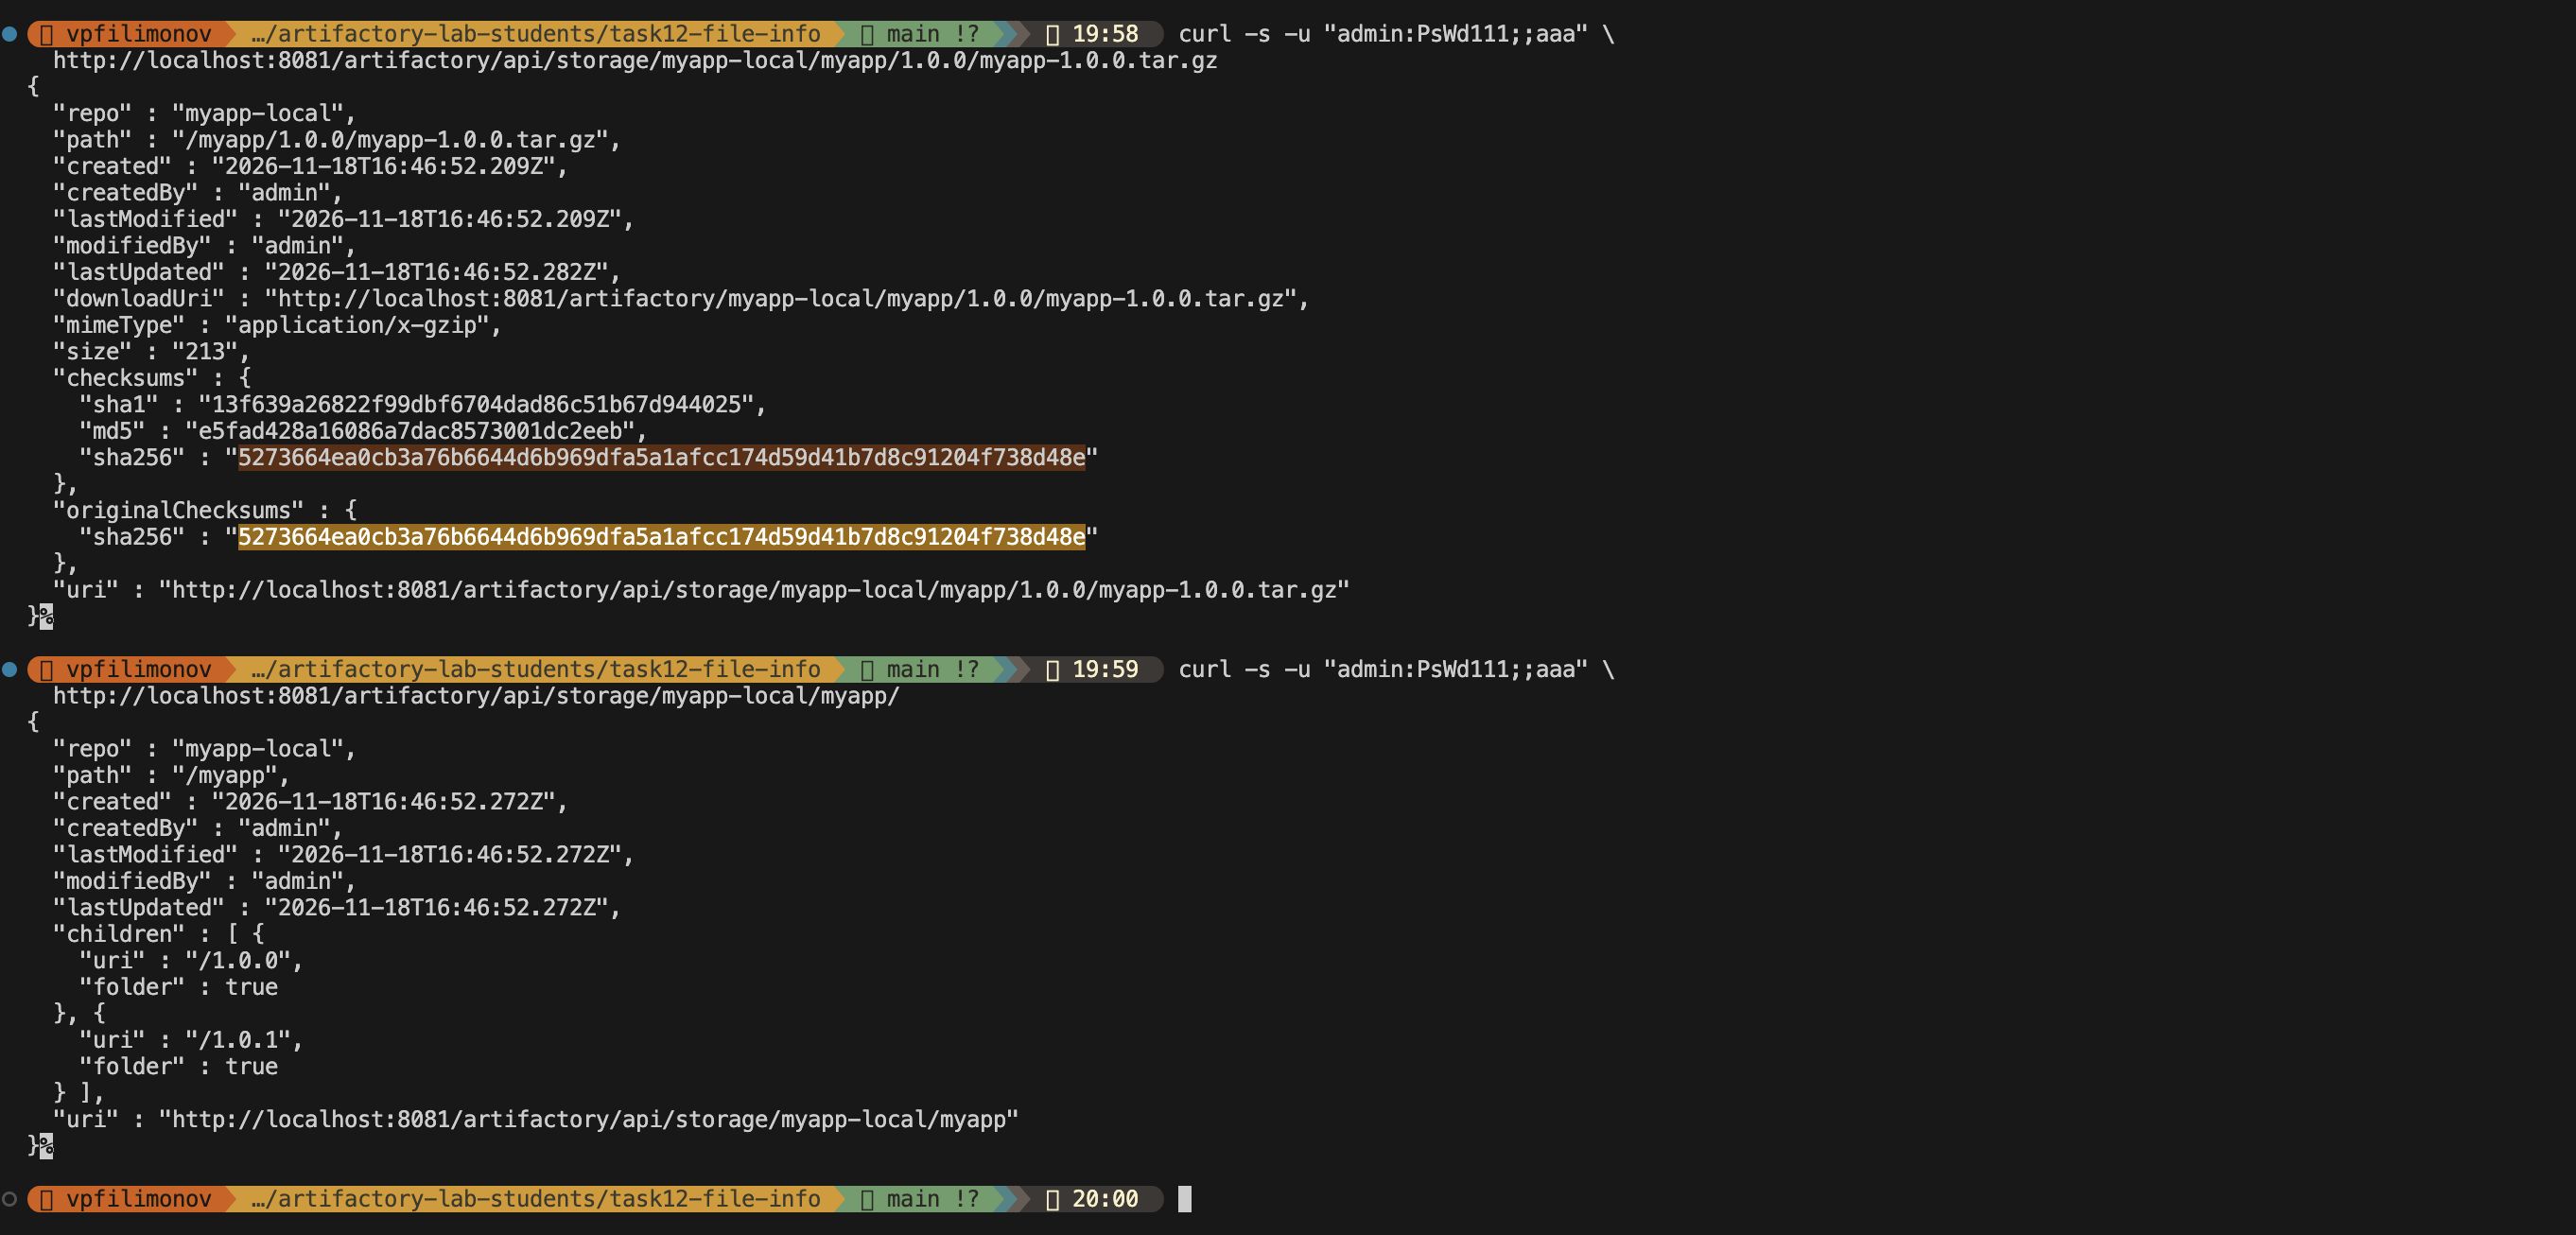 vpfilimonov …/artifactory-lab-students/task12-file-info main !? 19:58 curl -s -u "admin:PsWd111;;aaa" \
http://localhost:8081/artifactory/api/storage/myapp-local/myapp/1.0.0/myapp-1.0.0.tar.gz
{
"repo" : "myapp-local",
"path" : "/myapp/1.0.0/myapp-1.0.0.tar.gz",
"created" : "2026-11-18T16:46:52.209Z",
"createdBy" : "admin",
"lastModified" : "2026-11-18T16:46:52.209Z",
"modifiedBy" : "admin",
"lastUpdated" : "2026-11-18T16:46:52.282Z",
"downloadUri" : "http://localhost:8081/artifactory/myapp-local/myapp/1.0.0/myapp-1.0.0.tar.gz",
"mimeType" : "application/x-gzip",
"size" : "213",
"checksums" : {
"sha1" : "13f639a26822f99dbf6704dad86c51b67d944025",
"md5" : "e5fad428a16086a7dac8573001dc2eeb",
"sha256" : "5273664ea0cb3a76b6644d6b969dfa5a1afcc174d59d41b7d8c91204f738d48e"
},
"originalChecksums" : {
"sha256" : "5273664ea0cb3a76b6644d6b969dfa5a1afcc174d59d41b7d8c91204f738d48e"
},
"uri" : "http://localhost:8081/artifactory/api/storage/myapp-local/myapp/1.0.0/myapp-1.0.0.tar.gz"
}%
vpfilimonov …/artifactory-lab-students/task12-file-info main !? 19:59 curl -s -u "admin:PsWd111;;aaa" \
http://localhost:8081/artifactory/api/storage/myapp-local/myapp/
{
"repo" : "myapp-local",
"path" : "/myapp",
"created" : "2026-11-18T16:46:52.272Z",
"createdBy" : "admin",
"lastModified" : "2026-11-18T16:46:52.272Z",
"modifiedBy" : "admin",
"lastUpdated" : "2026-11-18T16:46:52.272Z",
"children" : [ {
"uri" : "/1.0.0",
"folder" : true
}, {
"uri" : "/1.0.1",
"folder" : true
} ],
"uri" : "http://localhost:8081/artifactory/api/storage/myapp-local/myapp"
}%
vpfilimonov …/artifactory-lab-students/task12-file-info main !? 20:00